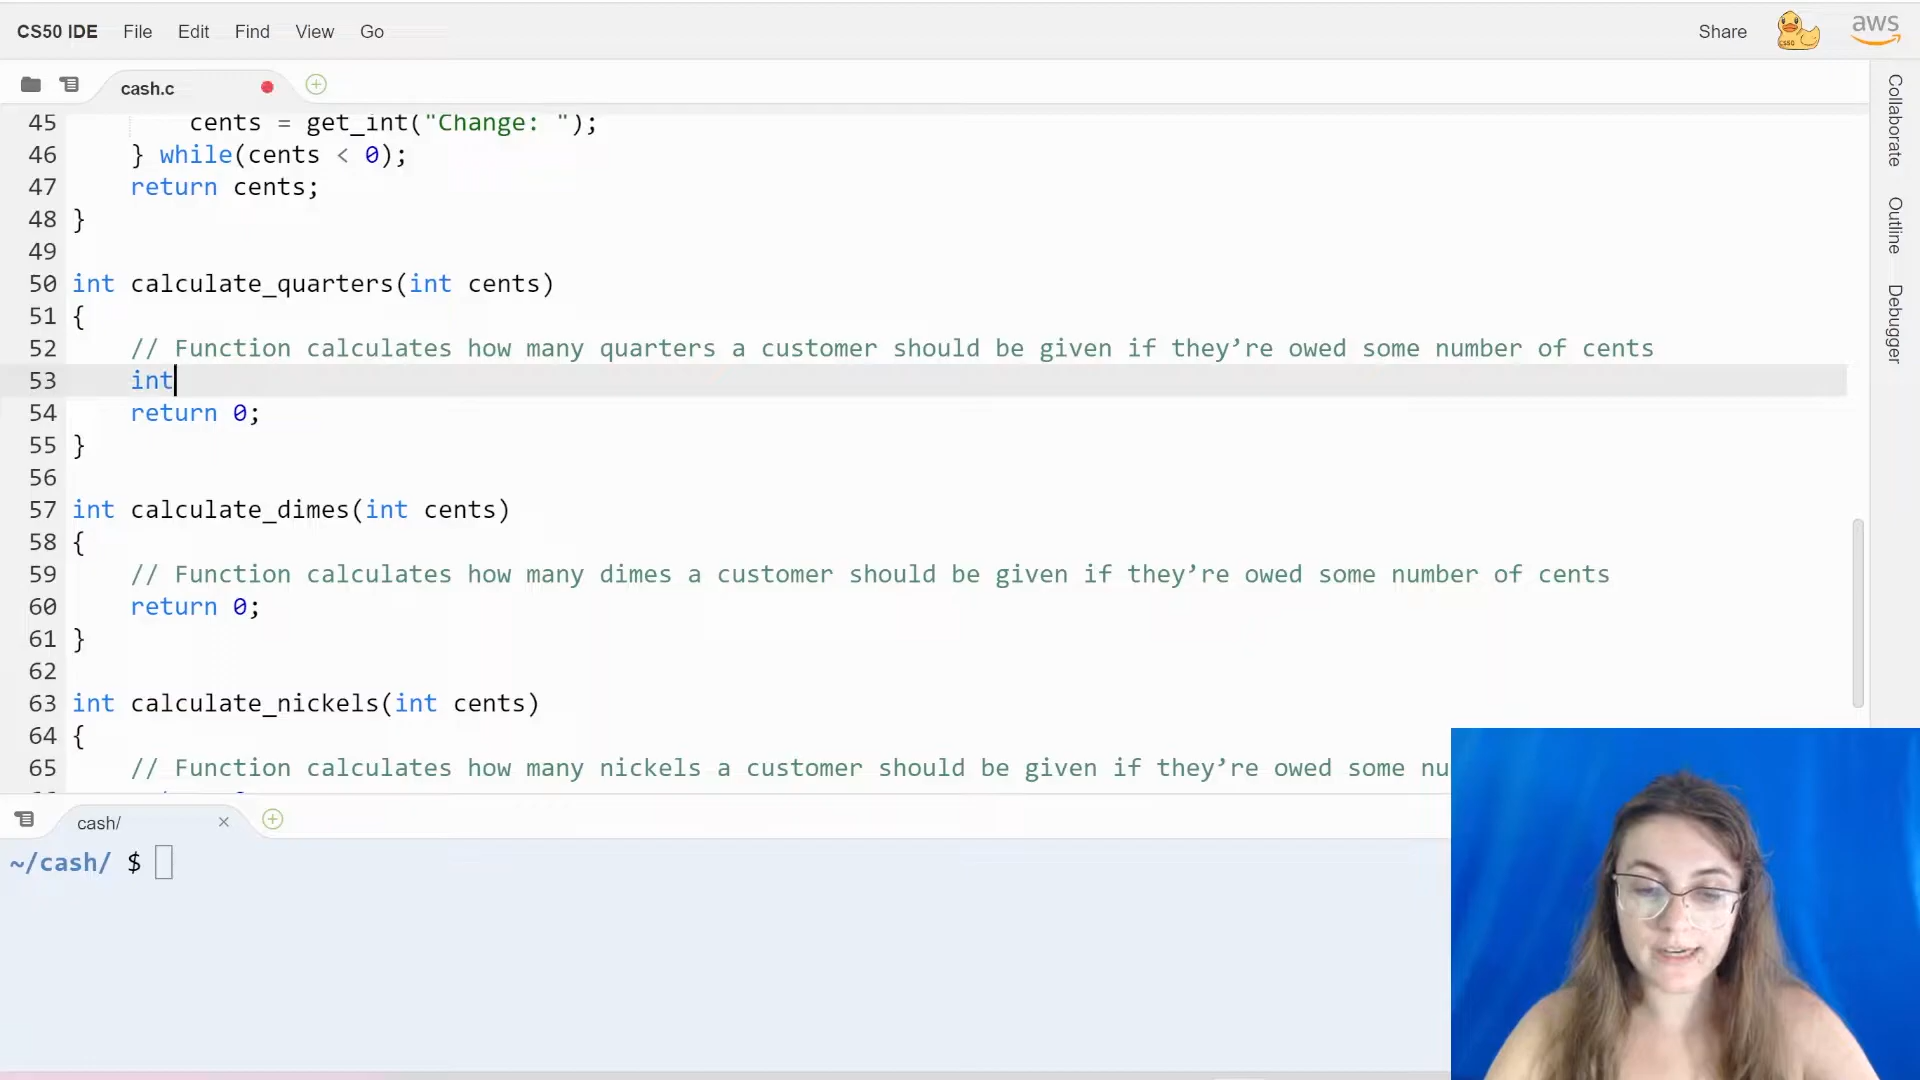 CS50 IDE File Edit Find View Go Share CS50 aws
cash.c
45 cents = get_int("Change: ");
46 } while(cents < 0);
47 return cents;
48 }
49
50 int calculate_quarters(int cents)
51 {
52 // Function calculates how many quarters a customer should be given if they’re owed some number of cents
53 int
54 return 0;
55 }
56
57 int calculate_dimes(int cents)
58 {
59 // Function calculates how many dimes a customer should be given if they’re owed some number of cents
60 return 0;
61 }
62
63 int calculate_nickels(int cents)
64 {
65 // Function calculates how many nickels a customer should be given if they’re owed some
Collaborate
Outline
Debugger
cash/
~/cash/ $